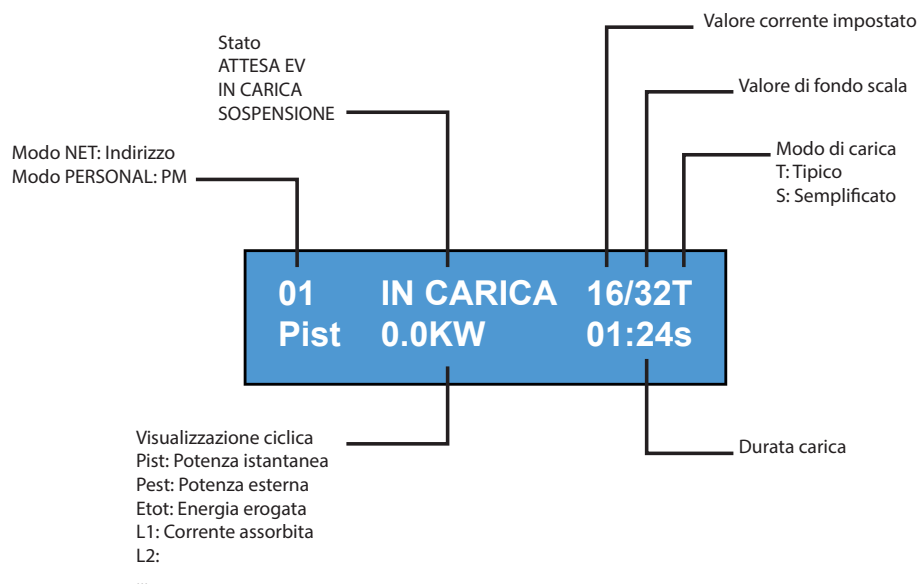 Valore corrente impostato
Stato
ATTESA EV
IN CARICA
SOSPENSIONE
Valore di fondo scala
Modo NET: Indirizzo
Modo PERSONAL: PM
Modo di carica
T: Tipico
S: Semplificato
01 IN CARICA 16/32T
Pist 0.0KW 01:24s
Visualizzazione ciclica
Pist: Potenza istantanea
Pest: Potenza esterna
Etot: Energia erogata
L1: Corrente assorbita
L2:
...
Durata carica